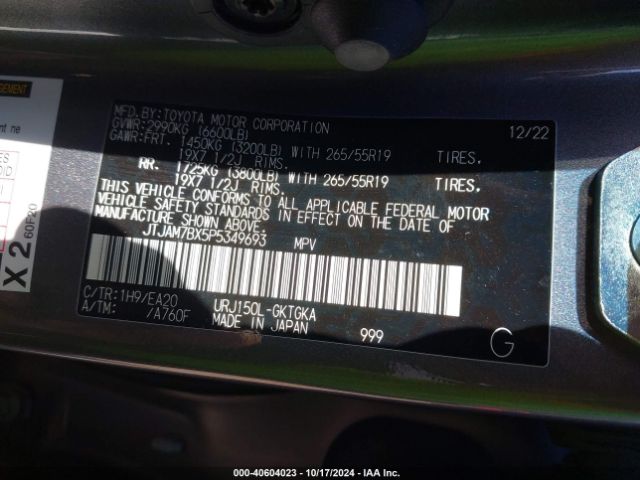 MFD.BY:TOYOTA MOTOR CORPORATION 12/22
GVWR:2990KG (6600LB)
GAWR:FRT. 1450KG (3200LB) WITH 265/55R19 TIRES,
19X7 1/2J RIMS.
RR. 1725KG (3800LB) WITH 265/55R19 TIRES,
19X7 1/2J RIMS.
THIS VEHICLE CONFORMS TO ALL APPLICABLE FEDERAL MOTOR
VEHICLE SAFETY STANDARDS IN EFFECT ON THE DATE OF
MANUFACTURE SHOWN ABOVE.
JTJAM7BX5P5349693 MPV
C/TR:1H9/EA20 URJ150L-GKTGKA
A/TM: /A760F MADE IN JAPAN 999 G
X 2
60F20
000-40604023 - 10/17/2024 - IAA Inc.